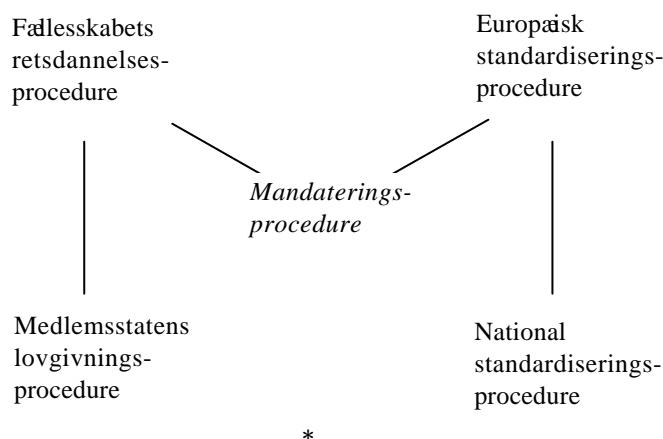 Fællesskabets
retsdannelses-
procedure
Europæisk
standardiserings-
procedure
Mandaterings-
procedure
Medlemsstatens
lovgivnings-
procedure
National
standardiserings-
procedure
*